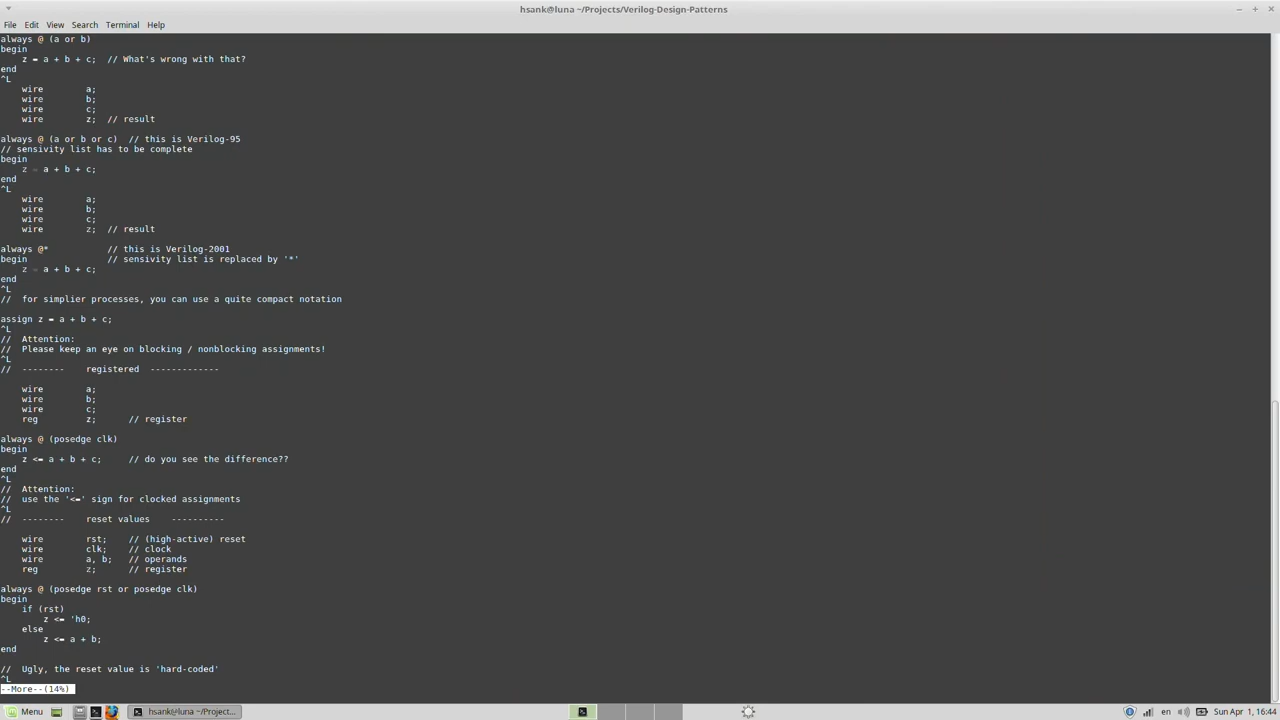 hsank@luna ~/Projects/Verilog-Design-Patterns
File Edit View Search Terminal Help
always @ (a or b)
begin
    z = a + b + c;  // What's wrong with that?
end
^L
    wire        a;
    wire        b;
    wire        c;
    wire        z;  // result

always @ (a or b or c)  // this is Verilog-95
// sensivity list has to be complete
begin
    z = a + b + c;
end
^L
    wire        a;
    wire        b;
    wire        c;
    wire        z;  // result

always @*           // this is Verilog-2001
begin               // sensivity list is replaced by '*'
    z = a + b + c;
end
^L
//  for simplier processes, you can use a quite compact notation

assign z = a + b + c;
^L
//  Attention:
//  Please keep an eye on blocking / nonblocking assignments!
^L
//  --------    registered  -------------

    wire        a;
    wire        b;
    wire        c;
    reg         z;      // register

always @ (posedge clk)
begin
    z <= a + b + c;     // do you see the difference??
end
^L
//  Attention:
//  use the '<=' sign for clocked assignments
^L
//  --------    reset values    ----------

    wire        rst;    // (high-active) reset
    wire        clk;    // clock
    wire        a, b;   // operands
    reg         z;      // register

always @ (posedge rst or posedge clk)
begin
    if (rst)
        z <= 'h0;
    else
        z <= a + b;
end

//  Ugly, the reset value is 'hard-coded'
^L
--More--(14%)
Menu hsank@luna ~/Project... en Sun Apr 1, 16:44